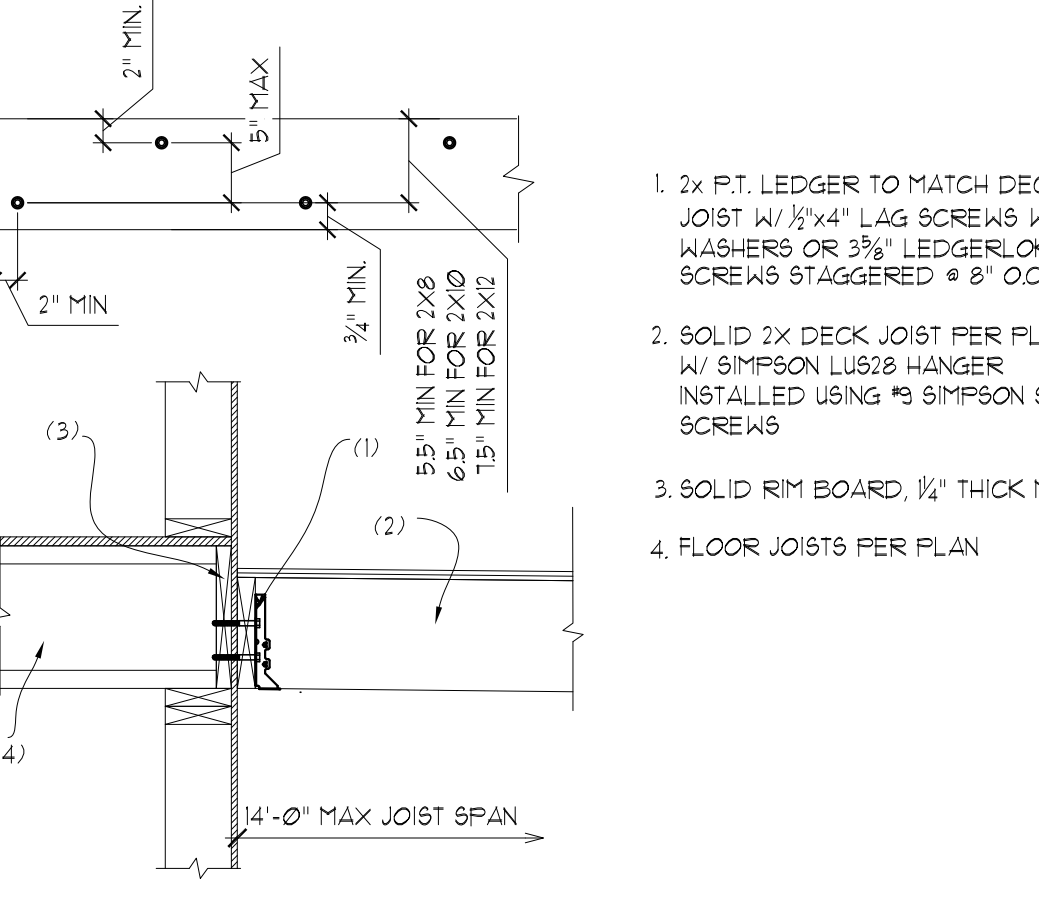 2" MIN.
5" MAX
2" MIN
3/4" MIN.
5.5" MIN FOR 2X8
6.5" MIN FOR 2X10
7.5" MIN FOR 2X12
(3)
(1)
(2)
4)
14'-0" MAX JOIST SPAN
1. 2x P.T. LEDGER TO MATCH DEC
JOIST W/ 1/2"x4" LAG SCREWS W
WASHERS OR 3 5/8" LEDGERLOK
SCREWS STAGGERED @ 8" O.C
2. SOLID 2X DECK JOIST PER PL
W/ SIMPSON LUS28 HANGER
INSTALLED USING #9 SIMPSON S
SCREWS
3. SOLID RIM BOARD, 1 1/4" THICK M
4. FLOOR JOISTS PER PLAN